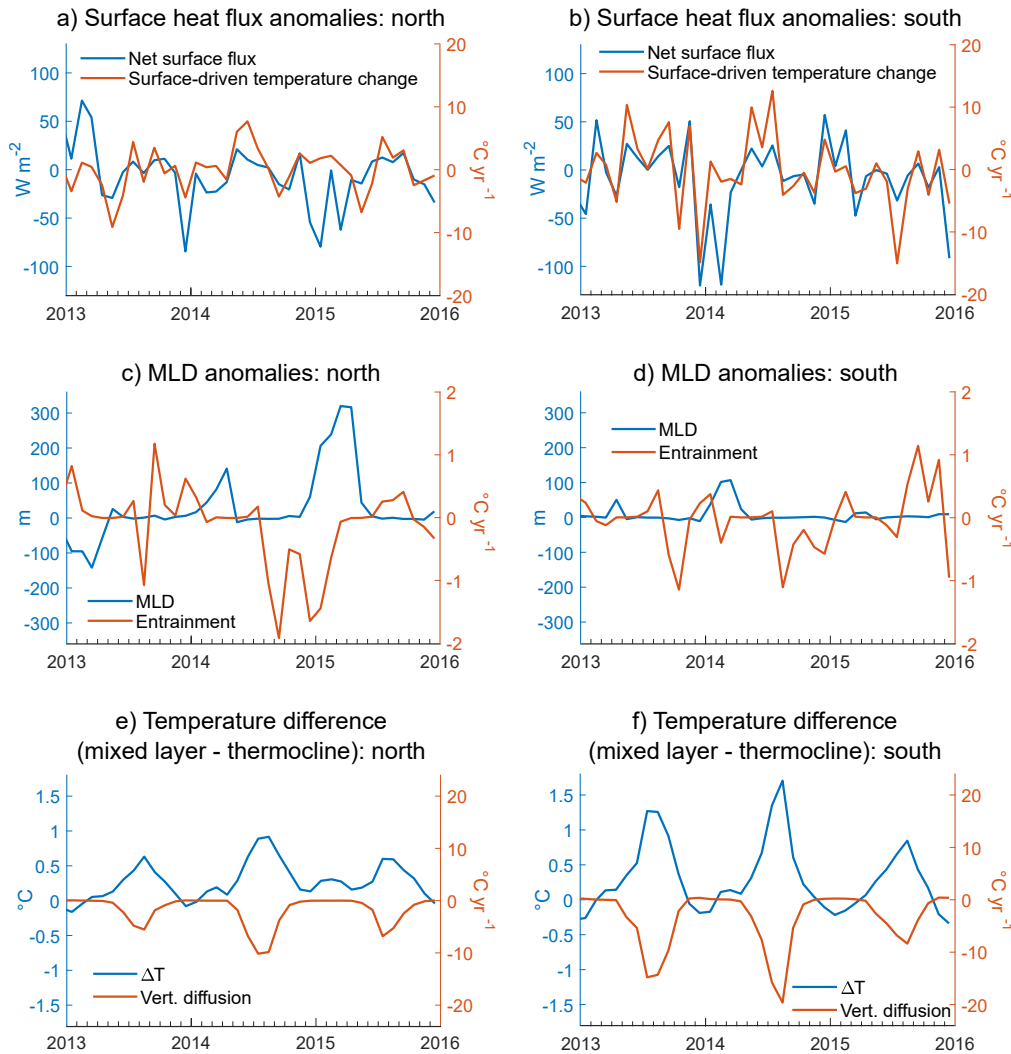 a) Surface heat flux anomalies: north
Net surface flux
Surface-driven temperature change
100
50
0
-50
-100
W m-2
20
10
0
-10
-20
°C yr-1
2013 2014 2015 2016
b) Surface heat flux anomalies: south
Net surface flux
Surface-driven temperature change
100
50
0
-50
-100
W m-2
20
10
0
-10
-20
°C yr-1
2013 2014 2015 2016
c) MLD anomalies: north
300
200
100
0
-100
-200
-300
m
2
1
0
-1
-2
°C yr-1
MLD
Entrainment
2013 2014 2015 2016
d) MLD anomalies: south
MLD
Entrainment
300
200
100
0
-100
-200
-300
m
2
1
0
-1
-2
°C yr-1
2013 2014 2015 2016
e) Temperature difference
(mixed layer - thermocline): north
1.5
1
0.5
0
-0.5
-1
-1.5
°C
20
10
0
-10
-20
°C yr-1
ΔT
Vert. diffusion
2013 2014 2015 2016
f) Temperature difference
(mixed layer - thermocline): south
1.5
1
0.5
0
-0.5
-1
-1.5
°C
20
10
0
-10
-20
°C yr-1
ΔT
Vert. diffusion
2013 2014 2015 2016